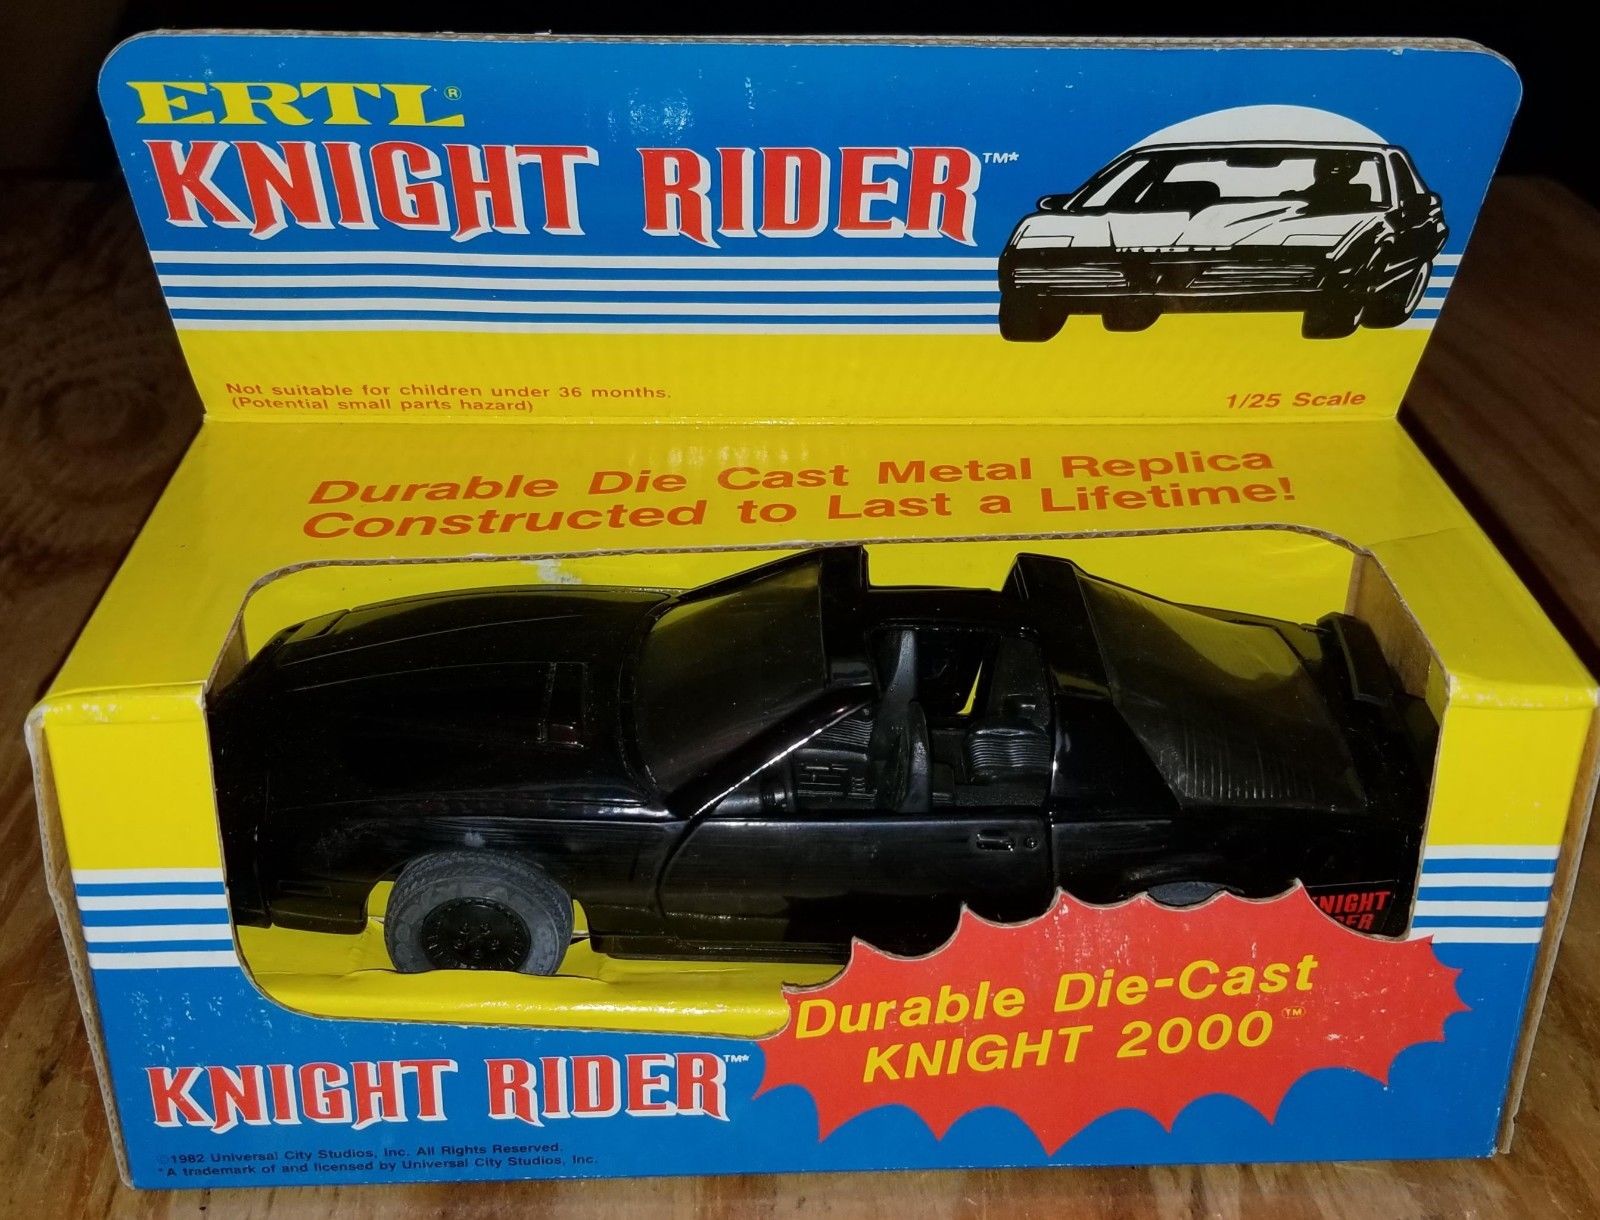 ERTL®
KNIGHT RIDER™*
Not suitable for children under 36 months.
(Potential small parts hazard)
1/25 Scale
Durable Die Cast Metal Replica
Constructed to Last a Lifetime!
KNIGHT
DER
Durable Die-Cast
KNIGHT 2000™
KNIGHT RIDER™*
©1982 Universal City Studios, Inc. All Rights Reserved.
*A trademark of and licensed by Universal City Studios, Inc.